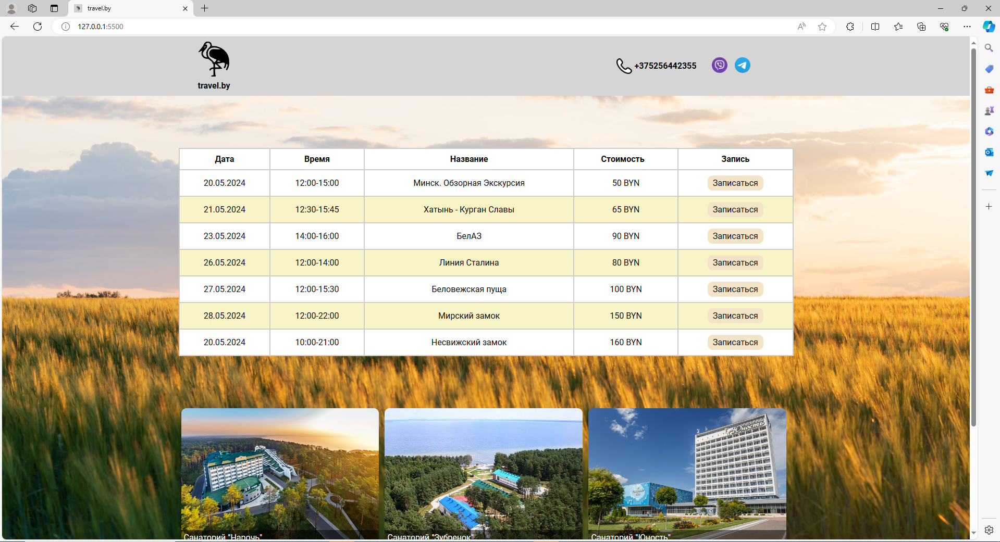 travel.by
127.0.0.1:5500
travel.by
+375256442355
Дата Время Название Стоимость Запись
20.05.2024 12:00-15:00 Минск. Обзорная Экскурсия 50 BYN Записаться
21.05.2024 12:30-15:45 Хатынь - Курган Славы 65 BYN Записаться
23.05.2024 14:00-16:00 БелАЗ 90 BYN Записаться
26.05.2024 12:00-14:00 Линия Сталина 80 BYN Записаться
27.05.2024 12:00-15:30 Беловежская пуща 100 BYN Записаться
28.05.2024 12:00-22:00 Мирский замок 150 BYN Записаться
20.05.2024 10:00-21:00 Несвижский замок 160 BYN Записаться
Юность
Санаторий "Нарочь" Санаторий "Зубренок" Санаторий "Юность"